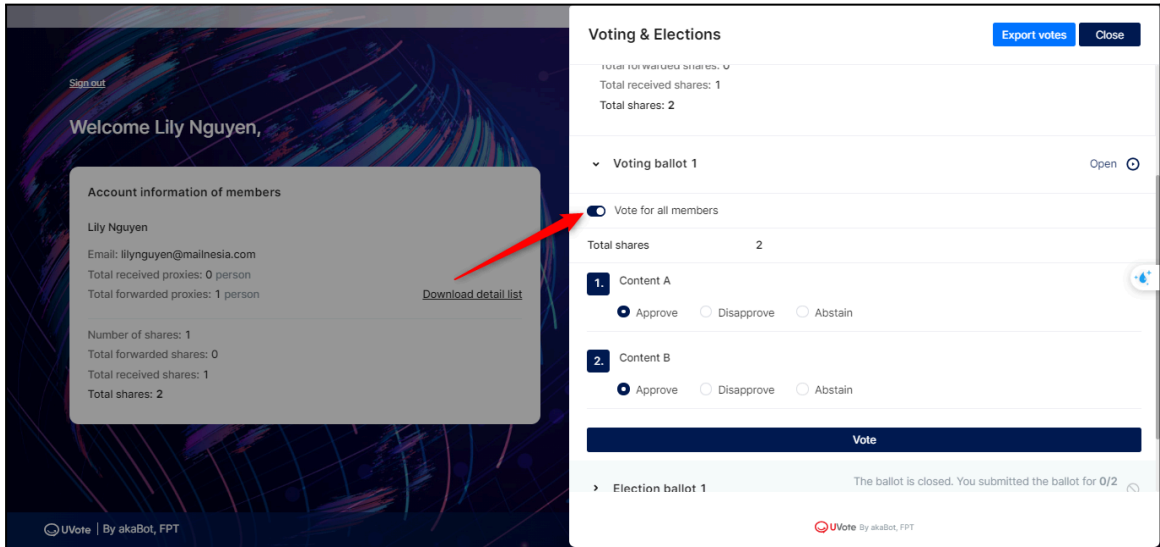 Sign out
Welcome Lily Nguyen,
Account information of members
Lily Nguyen
Email: lilynguyen@mailnesia.com
Total received proxies: 0 person
Total forwarded proxies: 1 person
Download detail list
Number of shares: 1
Total forwarded shares: 0
Total received shares: 1
Total shares: 2
UVote | By akaBot, FPT
Voting & Elections
Export votes
Close
Total forwarded shares: 0
Total received shares: 1
Total shares: 2
Voting ballot 1
Open
Vote for all members
Total shares 2
1. Content A
Approve Disapprove Abstain
2. Content B
Approve Disapprove Abstain
Vote
Election ballot 1
The ballot is closed. You submitted the ballot for 0/2
UVote By akaBot, FPT